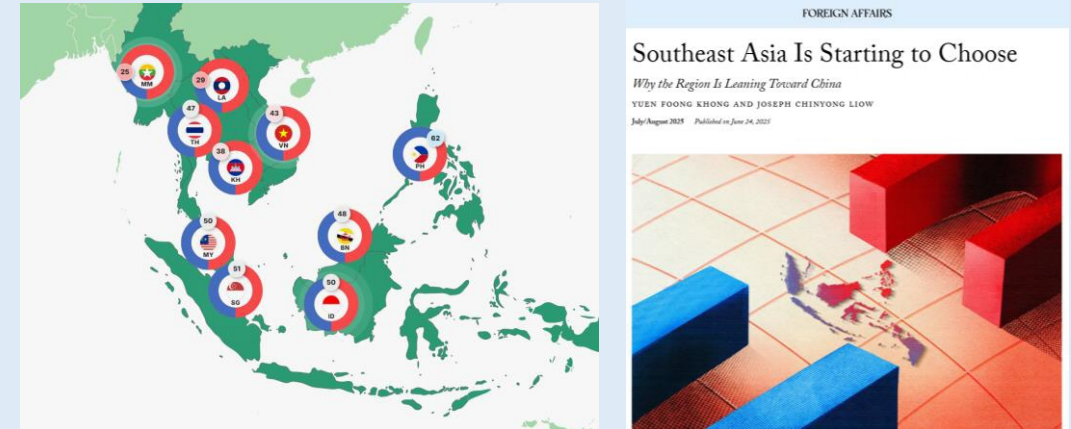 25
MM
29
LA
47
TH
43
VN
38
KH
62
PH
50
MY
48
BN
51
SG
50
ID
FOREIGN AFFAIRS
Southeast Asia Is Starting to Choose
Why the Region Is Leaning Toward China
YUEN FOONG KHONG AND JOSEPH CHINYONG LIOW
July/August 2025 Published on June 24, 2025